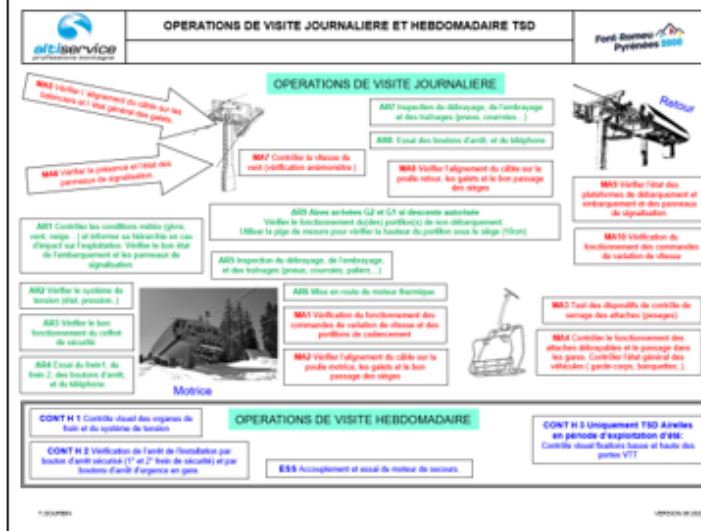 altiservice
professions montagne
OPERATIONS DE VISITE JOURNALIERE ET HEBDOMADAIRE TSD
Font-Romeu
Pyrénées 2000
OPERATIONS DE VISITE JOURNALIERE
MA5 Vérifier l'alignement du câble sur les
balanciers et l'état général des galets.
MA6 Vérifier la présence et l'état des
panneaux de signalisation.
MA7 Contrôler la vitesse du
vent (vérification anémomètre)
AR7 Inspection du débrayage, de l'embrayage
et des traînages (pneus, courroies...)
AR8 Essai des boutons d'arrêt, et du téléphone
MA8 Vérifier l'alignement du câble sur la
poulie retour, les galets et le bon passage
des sièges
Retour
MA9 Vérifier l'état des
plateformes de débarquement et
embarquement et des panneaux
de signalisation
MA10 Vérification du
fonctionnement des commandes
de variation de vitesse
AR9 Aires arrivées G2 et G1 si descente autorisée
Vérifier le fonctionnement du(des) portillon(s) de non débarquement.
Utiliser la pige de mesure pour vérifier la hauteur du portillon sous le siège (10cm)
AR1 Contrôler les conditions météo (givre,
vent, neige...) et informer sa hiérarchie en cas
d'impact sur l'exploitation. Vérifier le bon état
de l'embarquement et les panneaux de
signalisation.
AR5 Inspection du débrayage, de l'embrayage,
et des traînages (pneus, courroies, paliers...)
AR2 Vérifier le système de
tension (état, pression..)
AR3 Vérifier le bon
fonctionnement du coffret
de sécurité
AR4 Essai du frein1, du
frein 2, des boutons d'arrêt,
et du téléphone
Motrice
AR6 Mise en route du moteur thermique.
MA1 Vérification du fonctionnement des
commandes de variation de vitesse et des
portillons de cadencement
MA2 Vérifier l'alignement du câble sur la
poulie motrice, les galets et le bon
passage des sièges
MA3 Test des dispositifs de contrôle de
serrage des attaches (pesages)
MA4 Contrôler le fonctionnement des
attaches débrayables et le passage dans
les gares. Contrôler l'état général des
véhicules ( garde-corps, banquettes..).
OPERATIONS DE VISITE HEBDOMADAIRE
CONT H 1 Contrôle visuel des organes de
frein et du système de tension
CONT H 2 Vérification de l'arrêt de l'installation par
bouton d'arrêt sécurisé (1° et 2° frein de sécurité) et par
boutons d'arrêt d'urgence en gare.
ESS Accouplement et essai du moteur de secours.
CONT H 3 Uniquement TSD Airelles
en période d'exploitation d'été:
Contrôle visuel fixations basse et haute des
portes VTT